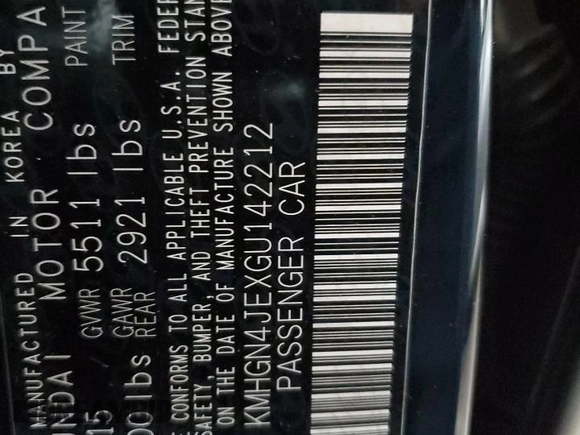 MANUFACTURED IN KOREA BY
MOTOR COMPA
GVWR 5511 lbs PAINT
GAWR REAR 2921 lbs TRIM
CONFORMS TO ALL APPLICABLE U.S.A. FEDER
SAFETY, BUMPER, AND THEFT PREVENTION STAN
ON THE DATE OF MANUFACTURE SHOWN ABOVE
KMHGN4JEXGU142212
PASSENGER CAR